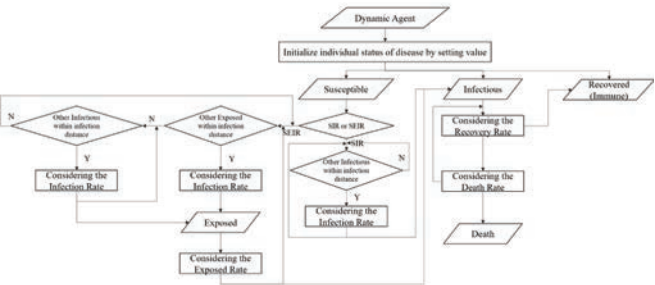 Dynamic Agent
Initialize individual status of disease by setting value
Susceptible
Infectious
Recovered
(Immune)
N
Other Infectious
within infection
distance
N
Other Exposed
within infection
distance
SEIR
SIR or SEIR
SIR
Considering the
Recovery Rate
Y
Y
Other Infectious
within infection
distance
N
Considering the
Infection Rate
Considering the
Infection Rate
Considering the
Death Rate
Y
Exposed
Considering the
Infection Rate
Death
Considering the
Exposed Rate